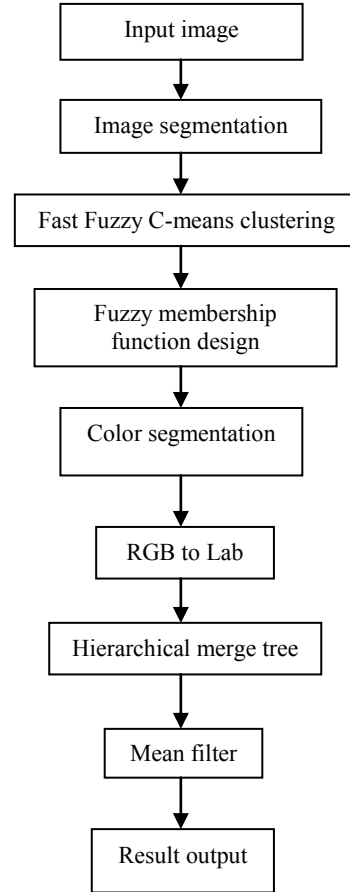 Input image
Image segmentation
Fast Fuzzy C-means clustering
Fuzzy membership
function design
Color segmentation
RGB to Lab
Hierarchical merge tree
Mean filter
Result output